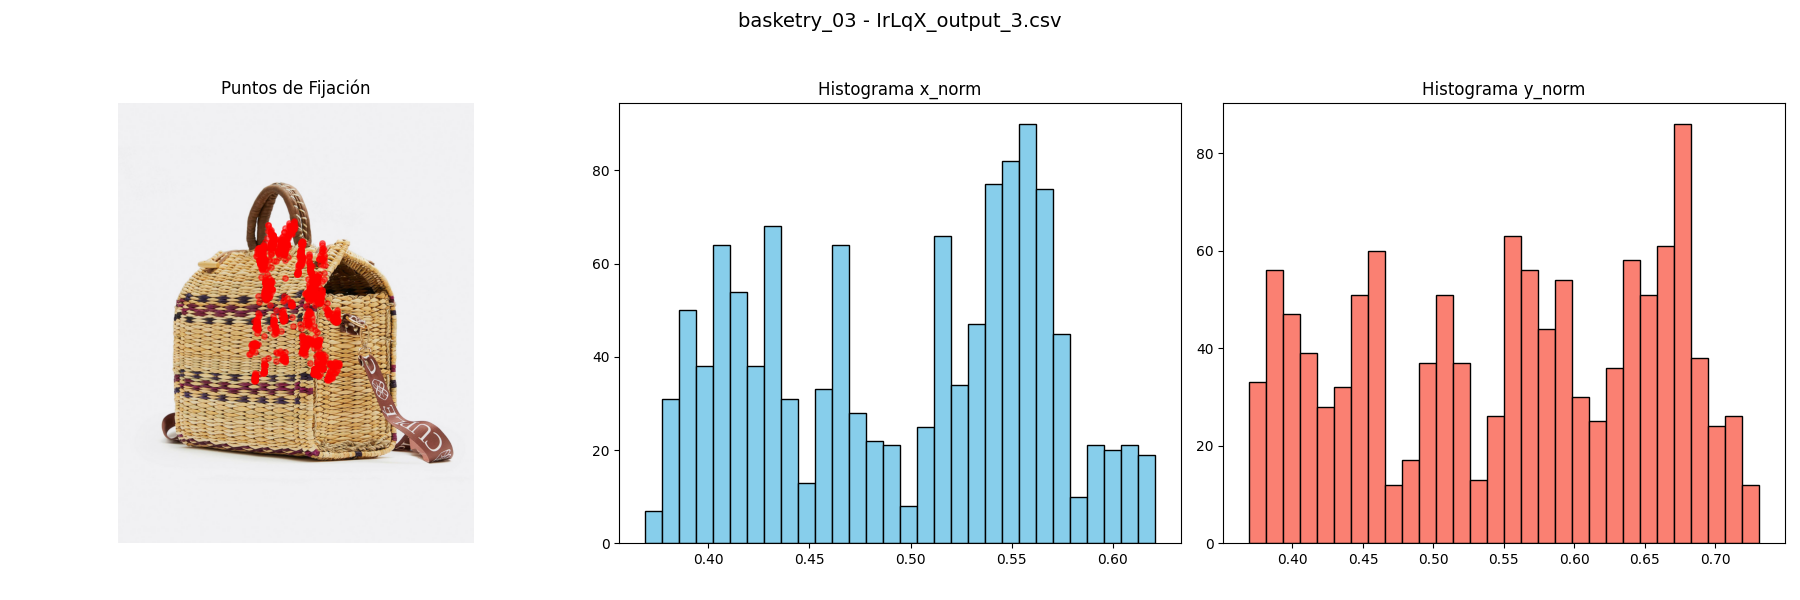 basketry_03 - IrLqX_output_3.csv
Puntos de Fijación
Histograma x_norm
Histograma y_norm
80
60
40
20
0
0.40 0.45 0.50 0.55 0.60
80
60
40
20
0
0.40 0.45 0.50 0.55 0.60 0.65 0.70